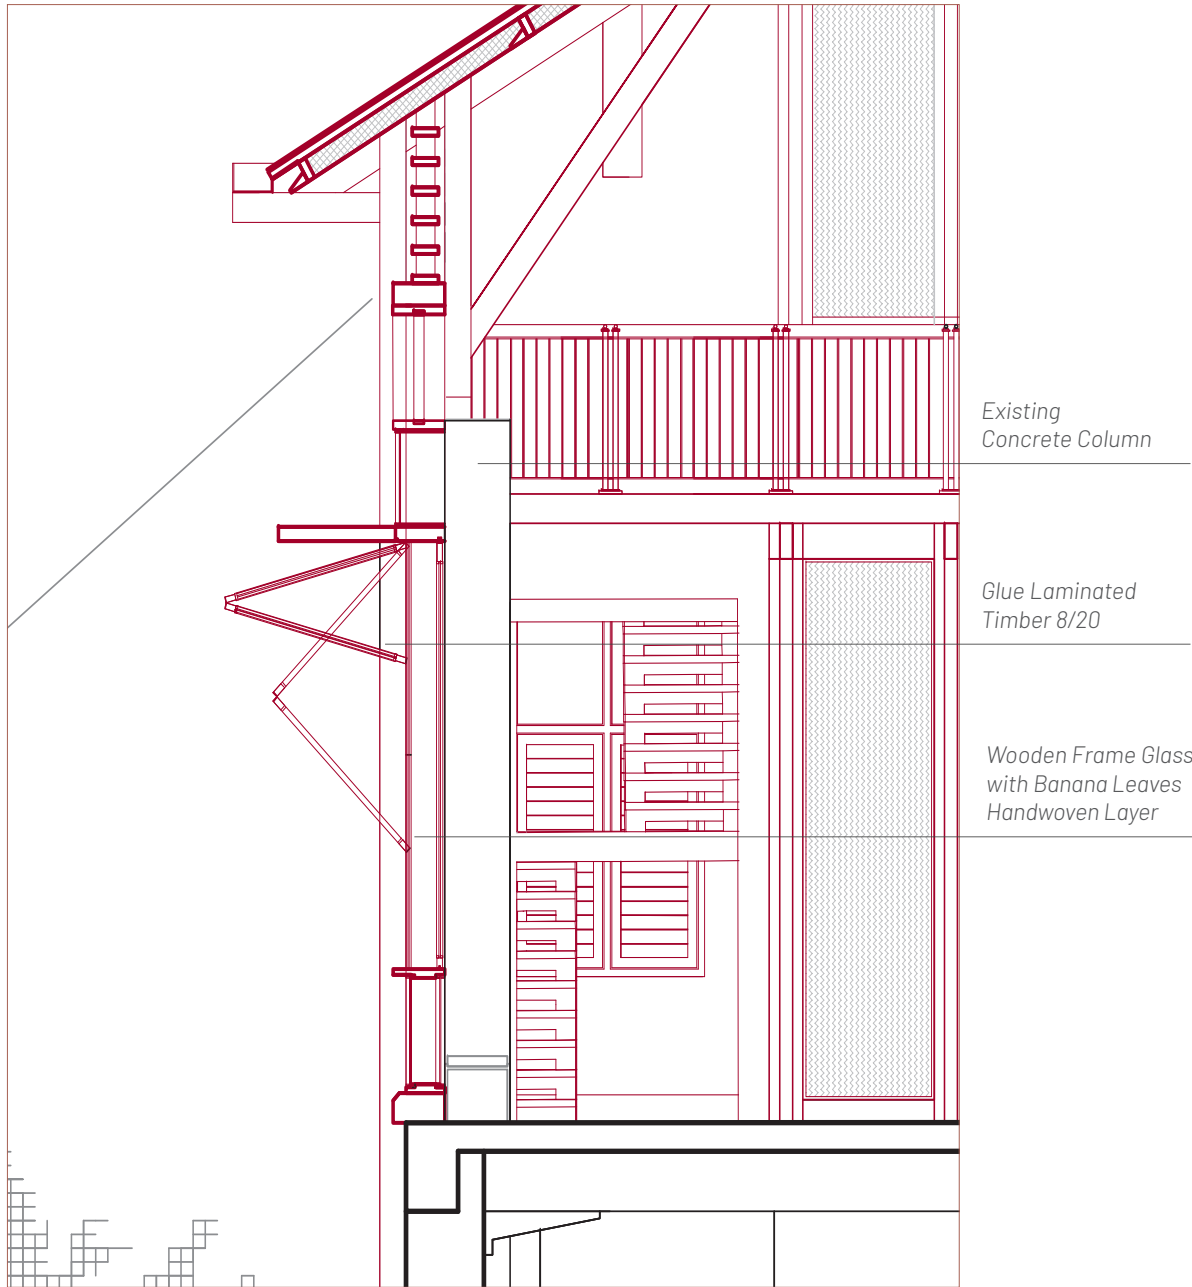 Existing
Concrete Column
Glue Laminated
Timber 8/20
Wooden Frame Glass
with Banana Leaves
Handwoven Layer